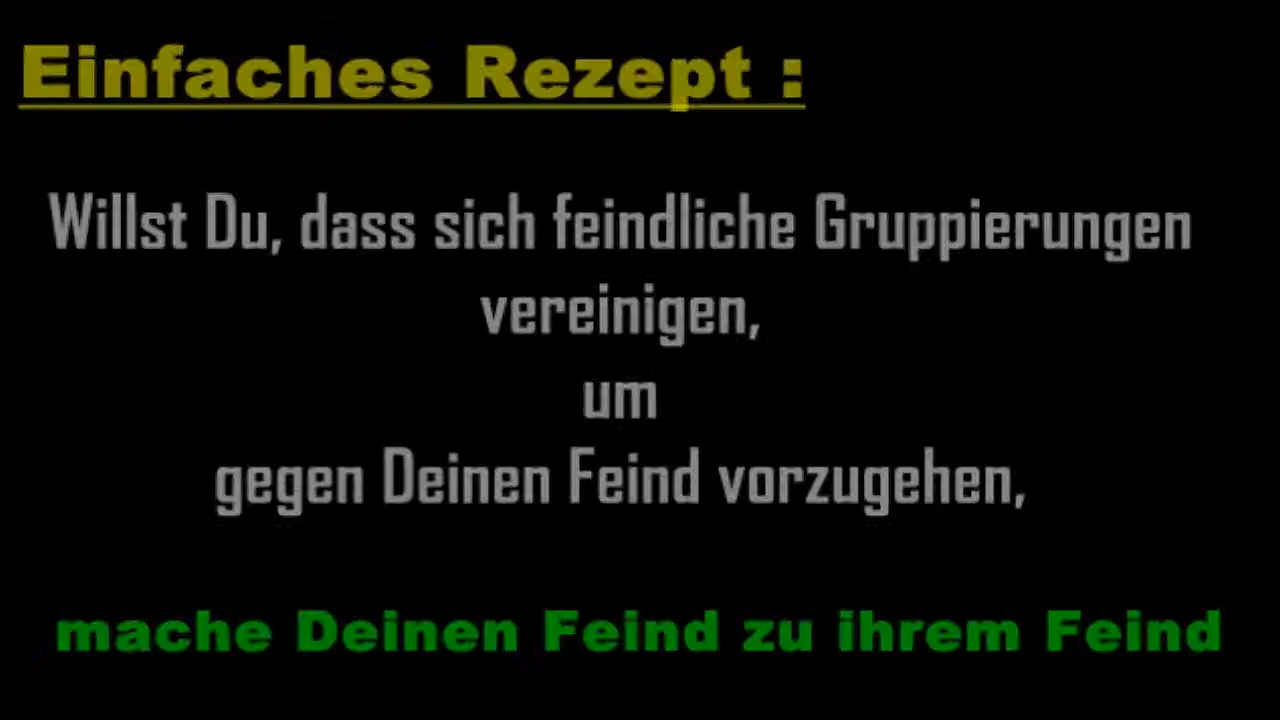 Einfaches Rezept :
Willst Du, dass sich feindliche Gruppierungen
vereinigen,
um
gegen Deinen Feind vorzugehen,
mache Deinen Feind zu ihrem Feind